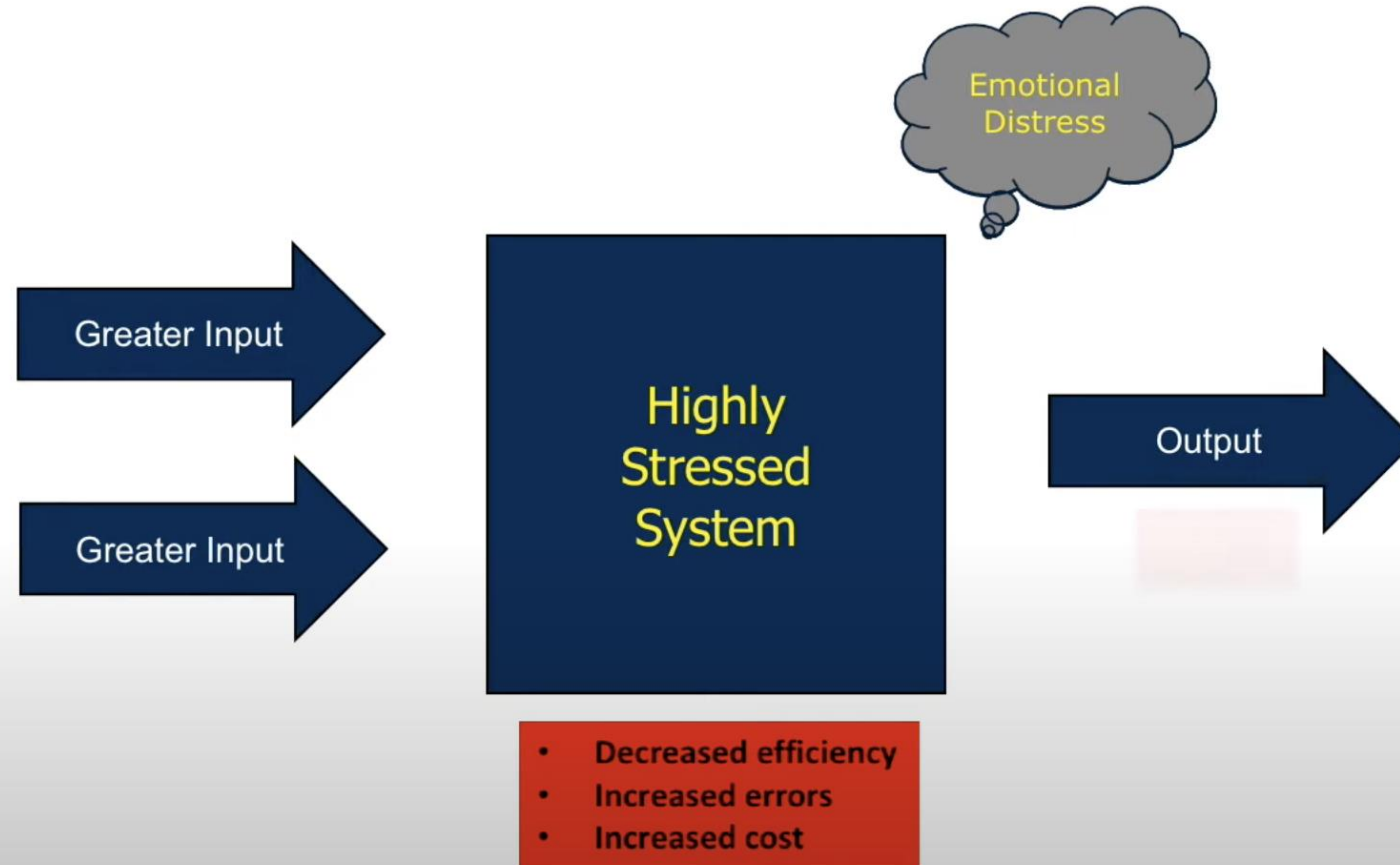 Emotional
Distress
Greater Input
Greater Input
Highly
Stressed
System
Output
• Decreased efficiency
• Increased errors
• Increased cost